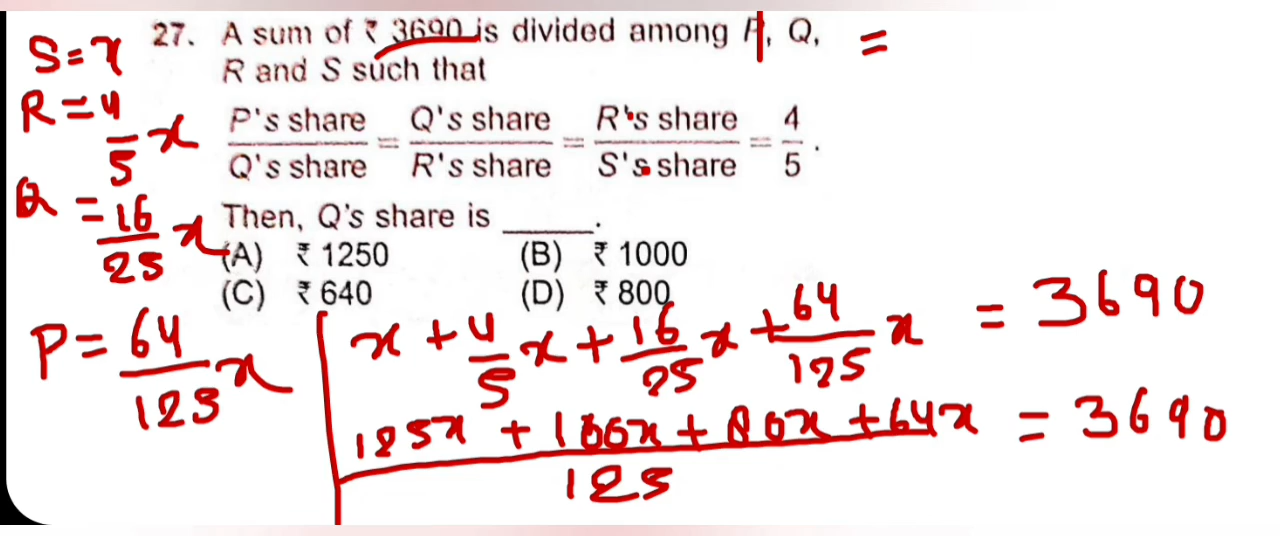 27. A sum of ₹ 3690 is divided among P, Q, =
R and S such that
P's share / Q's share = Q's share / R's share = R's share / S's share = 4 / 5 .
Then, Q's share is ______.
(A) ₹ 1250 (B) ₹ 1000
(C) ₹ 640 (D) ₹ 800
S = x
R = 4/5 x
Q = 16/25 x
P = 64/125 x
x + 4/5 x + 16/25 x + 64/125 x = 3690
125x + 100x + 80x + 64x / 125 = 3690